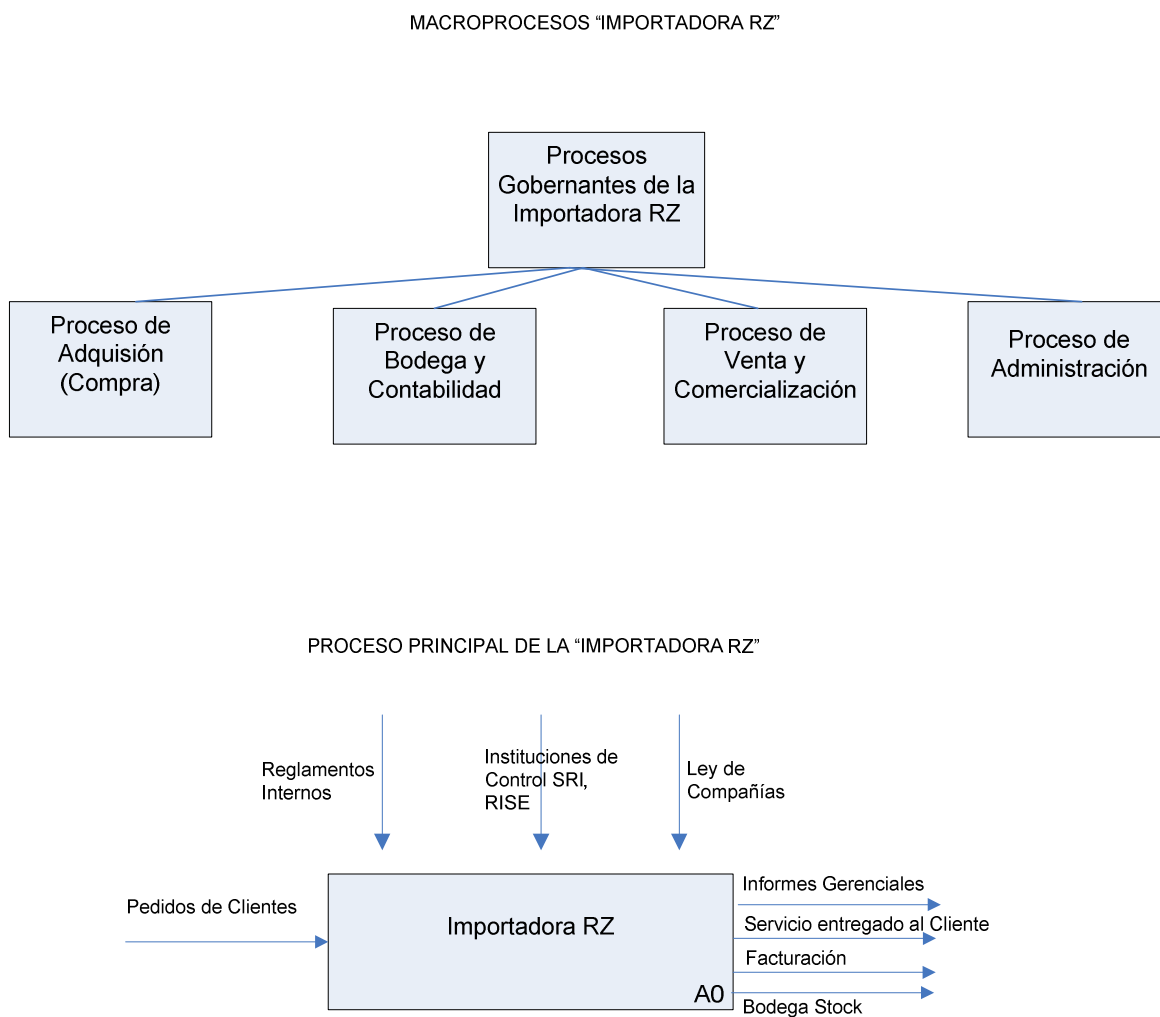 MACROPROCESOS “IMPORTADORA RZ”
Procesos
Gobernantes de la
Importadora RZ
Proceso de
Adquisión
(Compra)
Proceso de
Bodega y
Contabilidad
Proceso de
Venta y
Comercialización
Proceso de
Administración
PROCESO PRINCIPAL DE LA “IMPORTADORA RZ”
Reglamentos
Internos
Instituciones de
Control SRI,
RISE
Ley de
Compañías
Pedidos de Clientes
Importadora RZ
A0
Informes Gerenciales
Servicio entregado al Cliente
Facturación
Bodega Stock